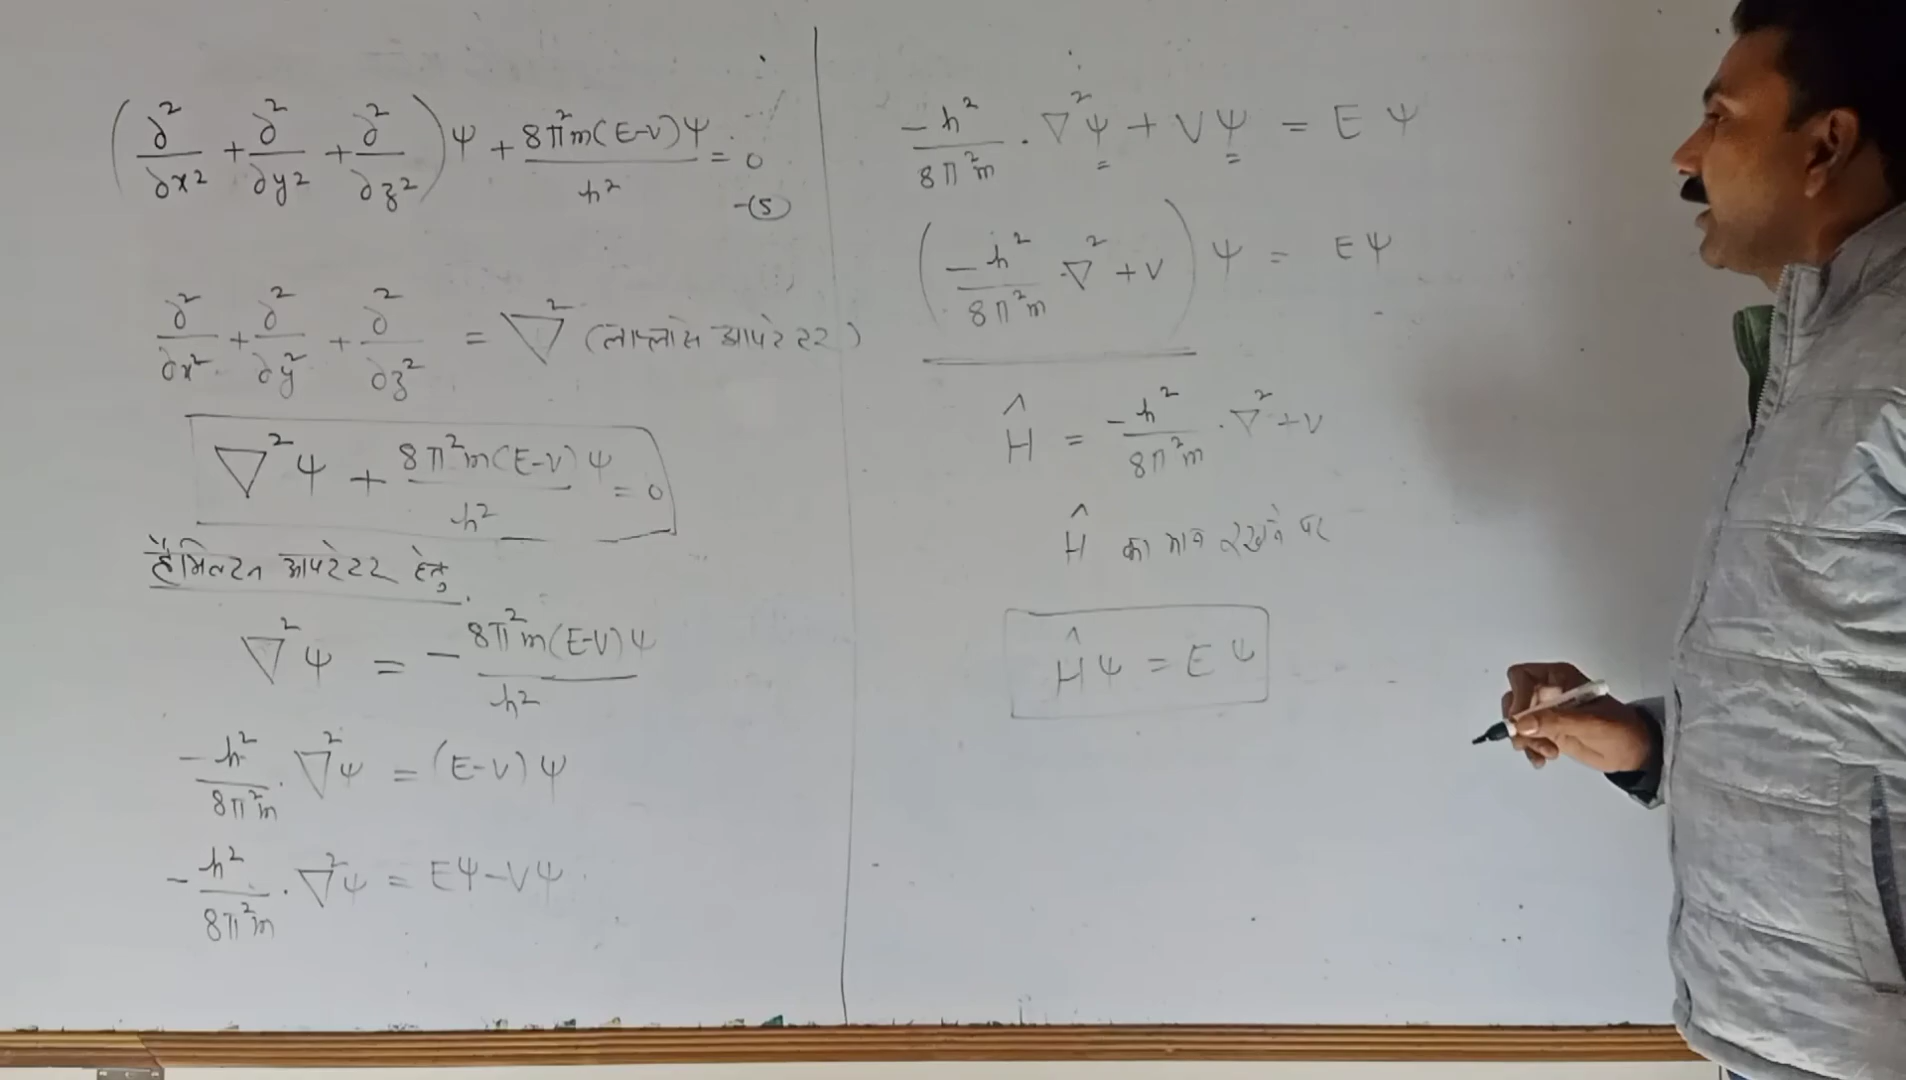 (∂²/∂x² + ∂²/∂y² + ∂²/∂z²)ψ + 8π²m(E-V)ψ/h² = 0
-(5)
∂²/∂x² + ∂²/∂y² + ∂²/∂z² = ∇² (लाप्लास आपरेटर)
∇²ψ + 8π²m(E-V)ψ/h² = 0
हैमिल्टन आपरेटर हेतु
∇²ψ = - 8π²m(E-V)ψ/h²
-h²/8π²m . ∇²ψ = (E-V)ψ
-h²/8π²m . ∇²ψ = Eψ-Vψ
-h²/8π²m . ∇²ψ + Vψ = Eψ
(-h²/8π²m . ∇² + V)ψ = Eψ
Ĥ = -h²/8π²m . ∇² + V
Ĥ का मान रखने पर
Ĥψ = Eψ